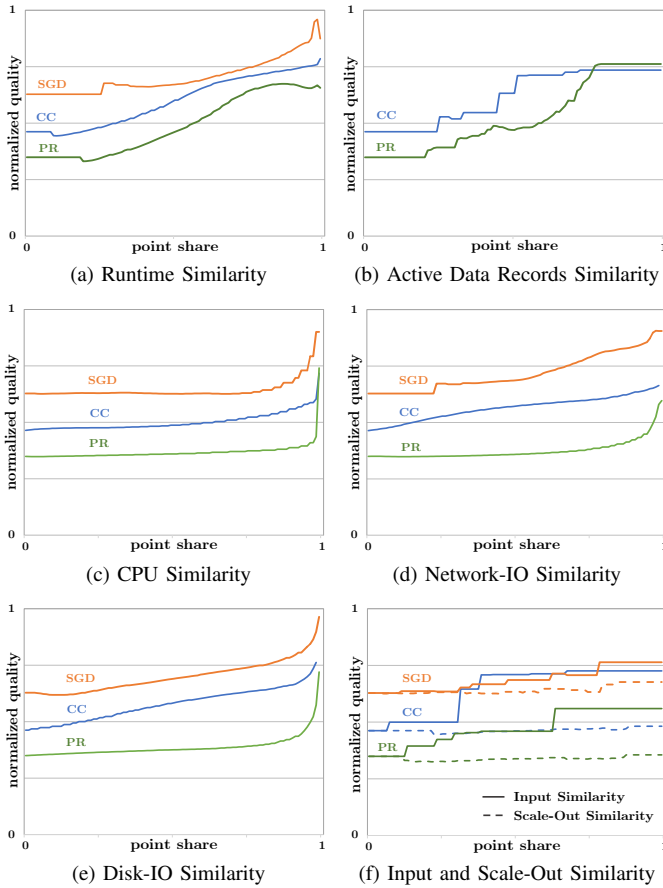 1
normalized quality
SGD
CC
PR
0
0
point share
1
(a) Runtime Similarity
1
normalized quality
CC
PR
0
0
point share
1
(b) Active Data Records Similarity
1
normalized quality
SGD
CC
PR
0
0
point share
1
(c) CPU Similarity
1
normalized quality
SGD
CC
PR
0
0
point share
1
(d) Network-IO Similarity
1
normalized quality
SGD
CC
PR
0
0
point share
1
(e) Disk-IO Similarity
1
normalized quality
SGD
CC
PR
Input Similarity
Scale-Out Similarity
0
0
point share
1
(f) Input and Scale-Out Similarity